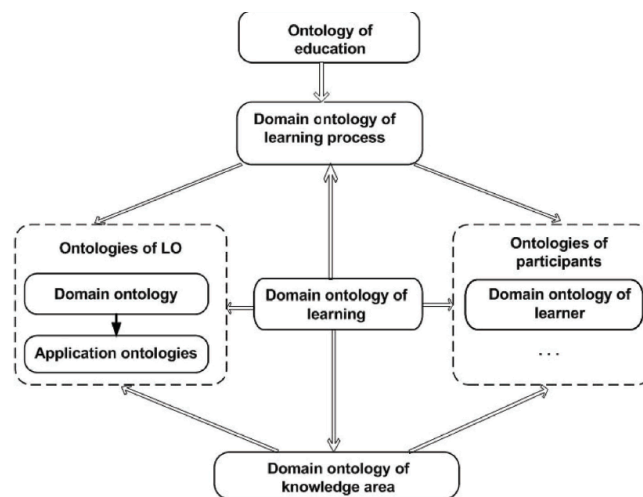 Ontology of
education
Domain ontology of
learning process
Ontologies of LO
Domain ontology
Application ontologies
Domain ontology of
learning
Ontologies of
participants
Domain ontology of
learner
. . .
Domain ontology of
knowledge area